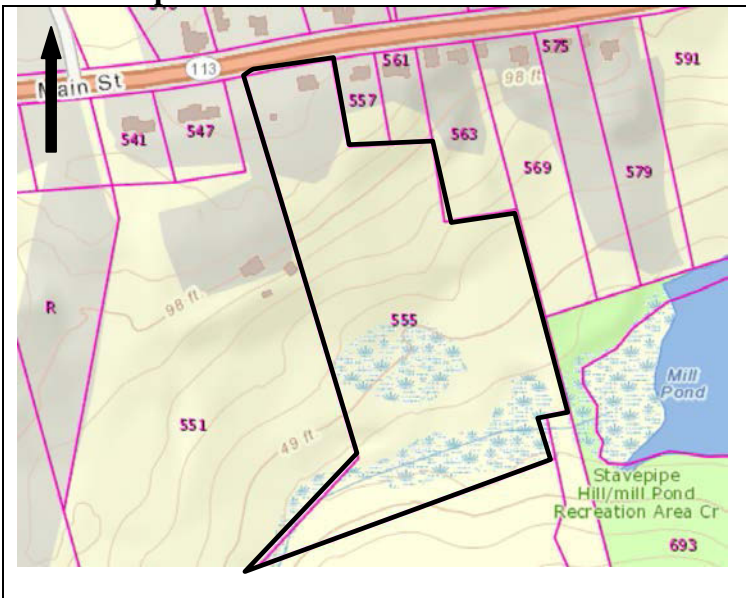 113
Main St
561
575
591
98 ft
557
541
547
563
569
579
98 ft
R
555
551
49 ft
Mill
Pond
Stavepipe
Hill/mill Pond
Recreation Area Cr
693